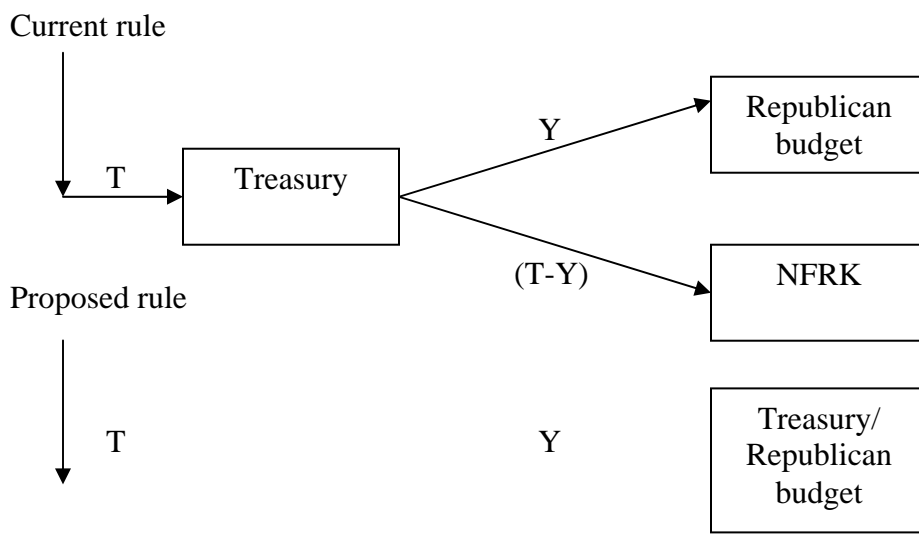 Current rule
T
Treasury
Y
Republican
budget
(T-Y)
NFRK
Proposed rule
T
Y
Treasury/
Republican
budget